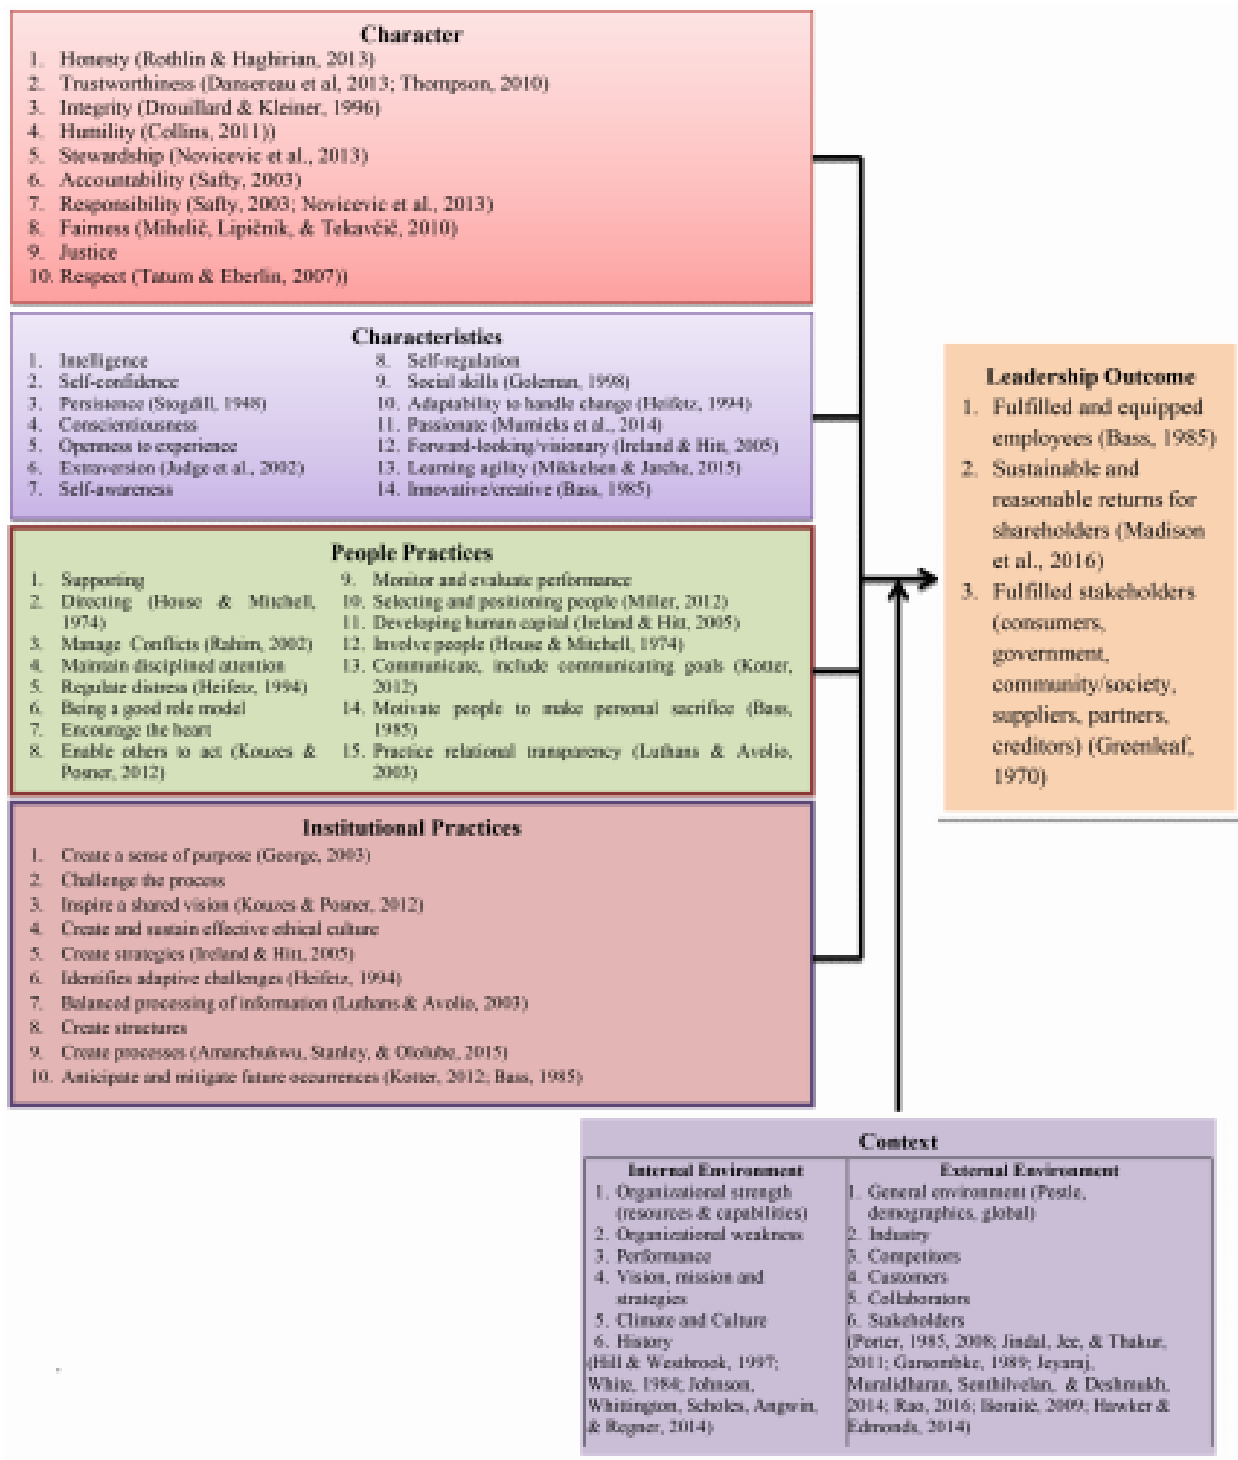 Character
1. Honesty (Rothlin & Haghirian, 2013)
2. Trustworthiness (Dansereau et al, 2013; Thompson, 2010)
3. Integrity (Drouillard & Kleiner, 1996)
4. Humility (Collins, 2011))
5. Stewardship (Novicevic et al., 2013)
6. Accountability (Safty, 2003)
7. Responsibility (Safty, 2003; Novicevic et al., 2013)
8. Fairness (Mihelič, Lipičnik, & Tekavčič, 2010)
9. Justice
10. Respect (Tatum & Eberlin, 2007))
Characteristics
1. Intelligence
2. Self-confidence
3. Persistence (Stogdill, 1948)
4. Conscientiousness
5. Openness to experience
6. Extraversion (Judge et al., 2002)
7. Self-awareness
8. Self-regulation
9. Social skills (Goleman, 1998)
10. Adaptability to handle change (Heifetz, 1994)
11. Passionate (Murnieks et al., 2014)
12. Forward-looking/visionary (Ireland & Hitt, 2005)
13. Learning agility (Mikkelsen & Jarche, 2015)
14. Innovative/creative (Bass, 1985)
People Practices
1. Supporting
2. Directing (House & Mitchell,
1974)
3. Manage Conflicts (Rahim, 2002)
4. Maintain disciplined attention
5. Regulate distress (Heifetz, 1994)
6. Being a good role model
7. Encourage the heart
8. Enable others to act (Kouzes &
Posner, 2012)
9. Monitor and evaluate performance
10. Selecting and positioning people (Miller, 2012)
11. Developing human capital (Ireland & Hitt, 2005)
12. Involve people (House & Mitchell, 1974)
13. Communicate, include communicating goals (Kotter,
2012)
14. Motivate people to make personal sacrifice (Bass,
1985)
15. Practice relational transparency (Luthans & Avolio,
2003)
Institutional Practices
1. Create a sense of purpose (George, 2003)
2. Challenge the process
3. Inspire a shared vision (Kouzes & Posner, 2012)
4. Create and sustain effective ethical culture
5. Create strategies (Ireland & Hitt, 2005)
6. Identifies adaptive challenges (Heifetz, 1994)
7. Balanced processing of information (Luthans & Avolio, 2003)
8. Create structures
9. Create processes (Amanchukwu, Stanley, & Ololube, 2015)
10. Anticipate and mitigate future occurrences (Kotter, 2012; Bass, 1985)
Leadership Outcome
1. Fulfilled and equipped
employees (Bass, 1985)
2. Sustainable and
reasonable returns for
shareholders (Madison
et al., 2016)
3. Fulfilled stakeholders
(consumers,
government,
community/society,
suppliers, partners,
creditors) (Greenleaf,
1970)
Context
Internal Environment
1. Organizational strength
(resources & capabilities)
2. Organizational weakness
3. Performance
4. Vision, mission and
strategies
5. Climate and Culture
6. History
(Hill & Westbrook, 1997;
White, 1984; Johnson,
Whittington, Scholes, Angwin,
& Regner, 2014)
External Environment
1. General environment (Pestle,
demographics, global)
2. Industry
3. Competitors
4. Customers
5. Collaborators
6. Stakeholders
(Porter, 1985, 2008; Jindal, Jee, & Thakur,
2011; Garsombke, 1989; Jeyaraj,
Muralidharan, Senthilvelan, & Deshmukh,
2014; Rao, 2016; Išoraitė, 2009; Hawker &
Edmonds, 2014)